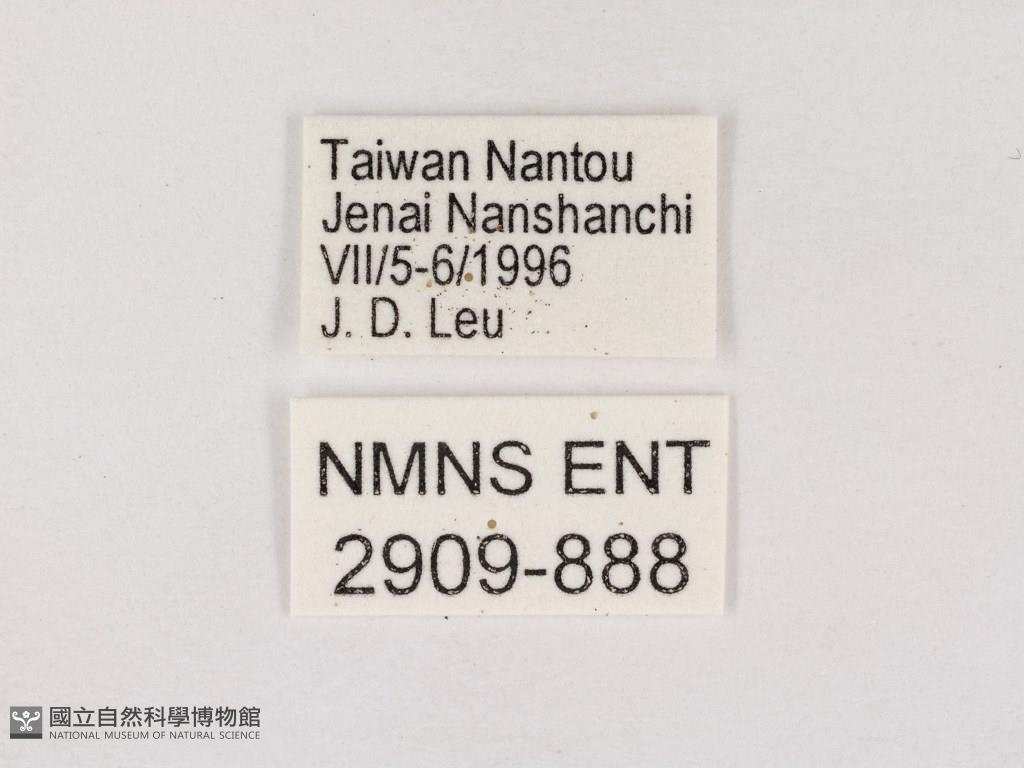 Taiwan Nantou
Jenai Nanshanchi
VII/5-6/1996
J. D. Leu
NMNS ENT
2909-888
國立自然科學博物館
NATIONAL MUSEUM OF NATURAL SCIENCE